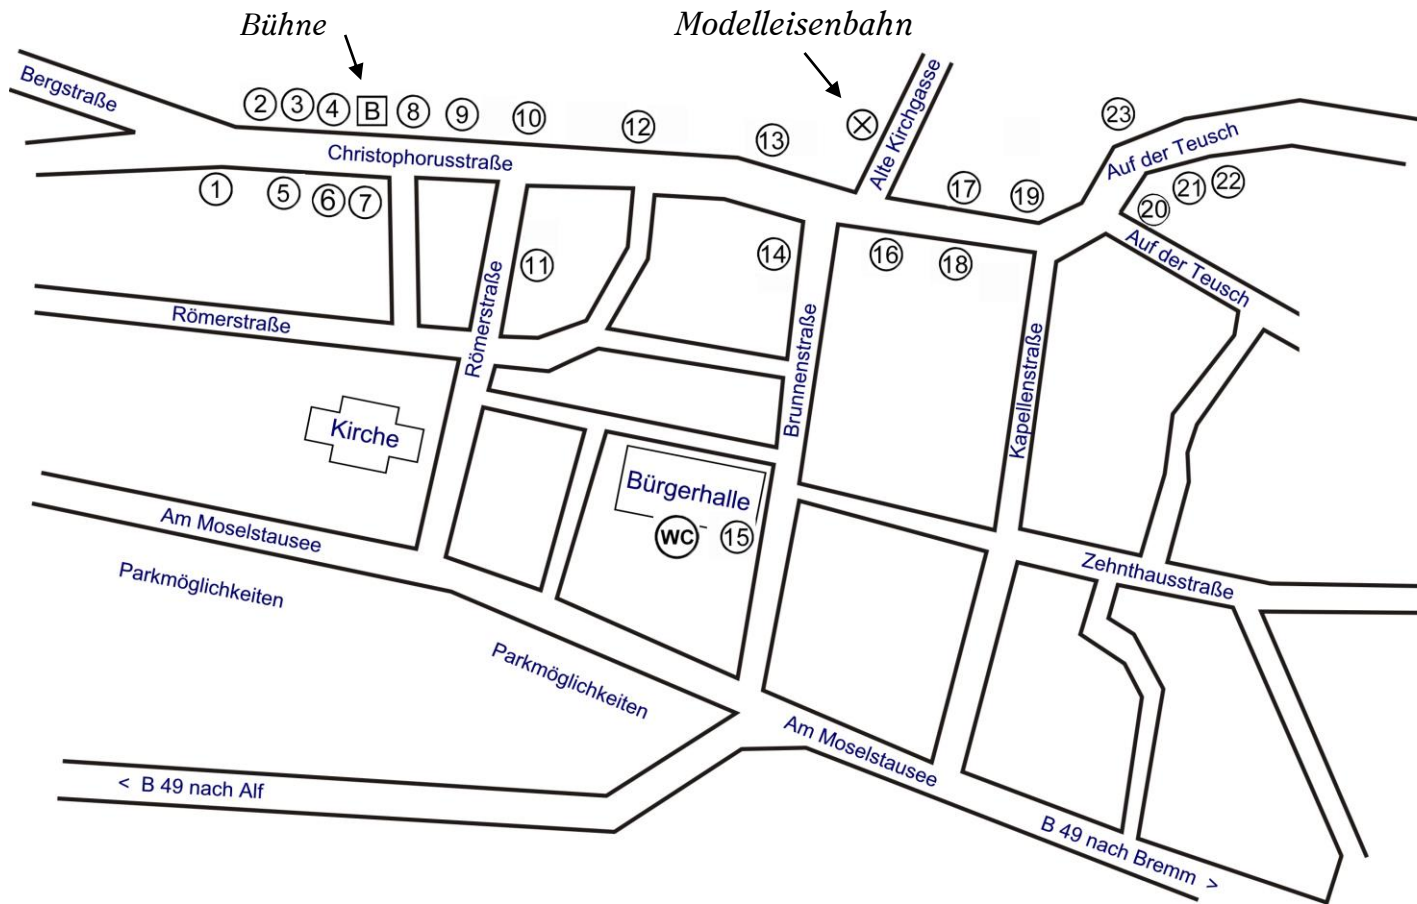 Bühne
Modelleisenbahn
Bergstraße
2
3
4
B
8
9
10
12
13
Alte Kirchgasse
23
Auf der Teusch
Christophorusstraße
1
5
6
7
11
14
16
17
18
19
20
21
22
Auf der Teusch
Römerstraße
Römerstraße
Brunnenstraße
Kapellenstraße
Kirche
Bürgerhalle
WC
15
Am Moselstausee
Zehnthausstraße
Parkmöglichkeiten
Parkmöglichkeiten
Am Moselstausee
< B 49 nach Alf
B 49 nach Bremm >